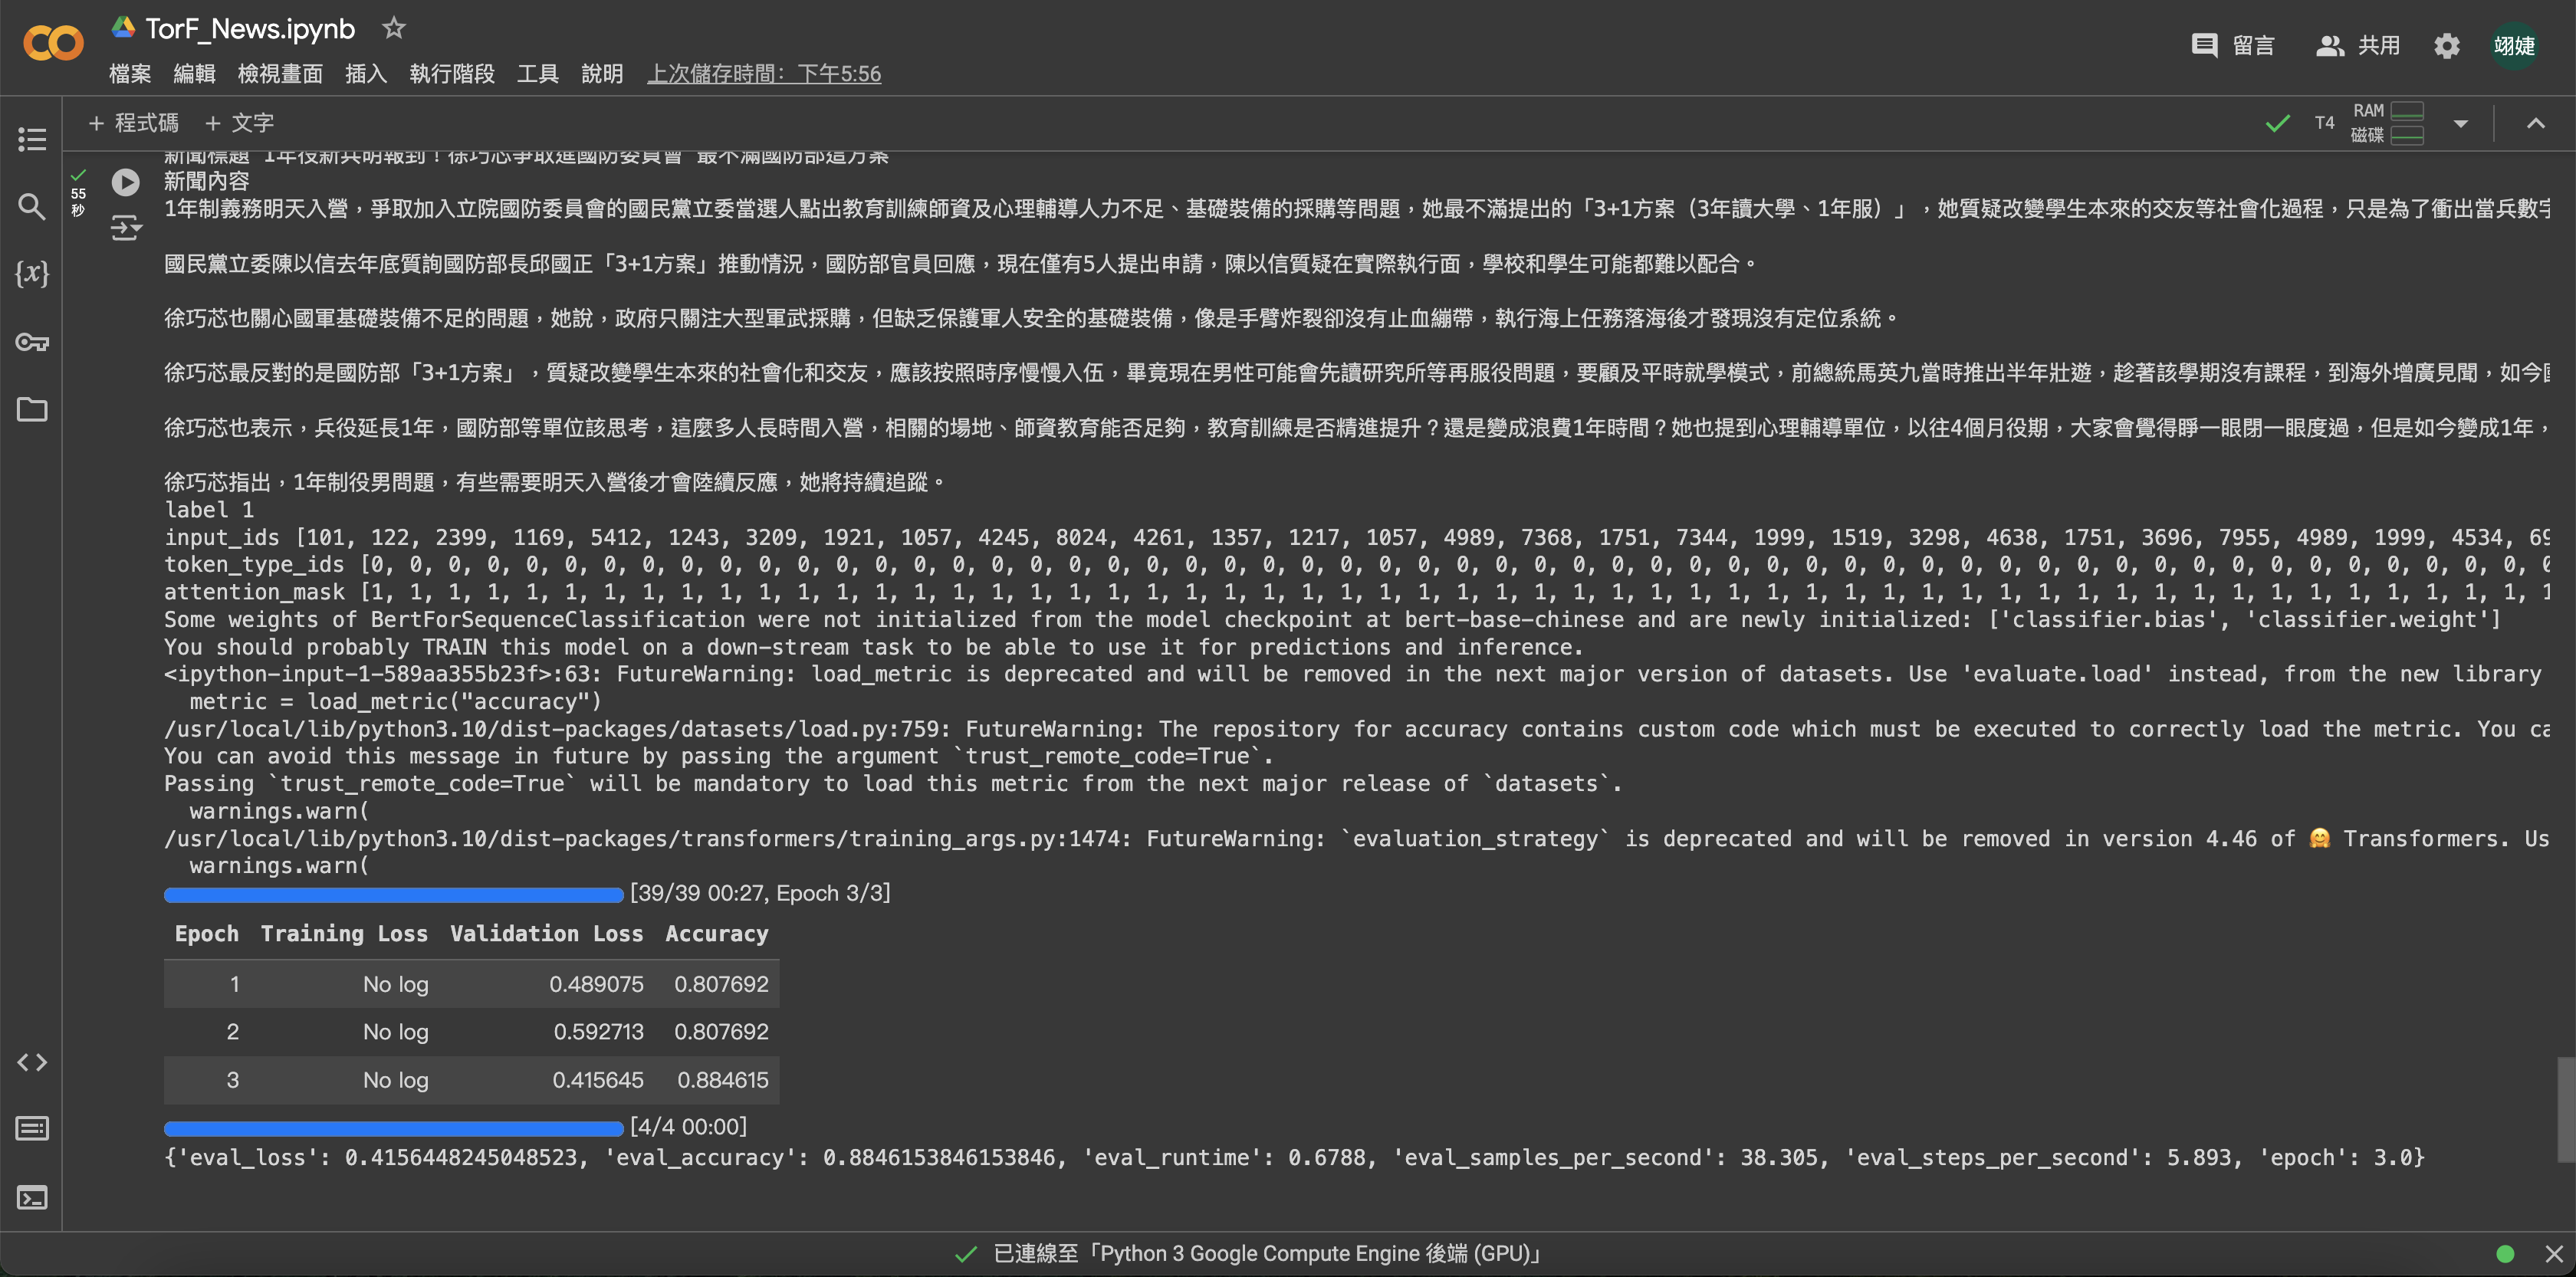 TorF_News.ipynb
檔案 編輯 檢視畫面 插入 執行階段 工具 說明 上次儲存時間：下午5:56
留言 共用 翊婕
+ 程式碼 + 文字
T4 RAM 磁碟
55 秒
新聞標題 1年役新兵明報到！徐巧芯爭取進國防委員會 最不滿國防部這方案
新聞內容
1年制義務明天入營，爭取加入立院國防委員會的國民黨立委當選人點出教育訓練師資及心理輔導人力不足、基礎裝備的採購等問題，她最不滿提出的「3+1方案（3年讀大學、1年服）」，她質疑改變學生本來的交友等社會化過程，只是為了衝出當兵數字
國民黨立委陳以信去年底質詢國防部長邱國正「3+1方案」推動情況，國防部官員回應，現在僅有5人提出申請，陳以信質疑在實際執行面，學校和學生可能都難以配合。
徐巧芯也關心國軍基礎裝備不足的問題，她說，政府只關注大型軍武採購，但缺乏保護軍人安全的基礎裝備，像是手臂炸裂卻沒有止血繃帶，執行海上任務落海後才發現沒有定位系統。
徐巧芯最反對的是國防部「3+1方案」，質疑改變學生本來的社會化和交友，應該按照時序慢慢入伍，畢竟現在男性可能會先讀研究所等再服役問題，要顧及平時就學模式，前總統馬英九當時推出半年壯遊，趁著該學期沒有課程，到海外增廣見聞，如今
徐巧芯也表示，兵役延長1年，國防部等單位該思考，這麼多人長時間入營，相關的場地、師資教育能否足夠，教育訓練是否精進提升？還是變成浪費1年時間？她也提到心理輔導單位，以往4個月役期，大家會覺得睜一眼閉一眼度過，但是如今變成1年，
徐巧芯指出，1年制役男問題，有些需要明天入營後才會陸續反應，她將持續追蹤。
label 1
input_ids [101, 122, 2399, 1169, 5412, 1243, 3209, 1921, 1057, 4245, 8024, 4261, 1357, 1217, 1057, 4989, 7368, 1751, 7344, 1999, 1519, 3298, 4638, 1751, 3696, 7955, 4989, 1999, 4534, 69
token_type_ids [0, 0, 0, 0, 0, 0, 0, 0, 0, 0, 0, 0, 0, 0, 0, 0, 0, 0, 0, 0, 0, 0, 0, 0, 0, 0, 0, 0, 0, 0, 0, 0, 0, 0, 0, 0, 0, 0, 0, 0, 0, 0, 0, 0, 0, 0, 0, 0, 0, 0, 0, 0, 0, 0, 0, 0, 0
attention_mask [1, 1, 1, 1, 1, 1, 1, 1, 1, 1, 1, 1, 1, 1, 1, 1, 1, 1, 1, 1, 1, 1, 1, 1, 1, 1, 1, 1, 1, 1, 1, 1, 1, 1, 1, 1, 1, 1, 1, 1, 1, 1, 1, 1, 1, 1, 1, 1, 1, 1, 1, 1, 1, 1, 1, 1, 1
Some weights of BertForSequenceClassification were not initialized from the model checkpoint at bert-base-chinese and are newly initialized: ['classifier.bias', 'classifier.weight']
You should probably TRAIN this model on a down-stream task to be able to use it for predictions and inference.
<ipython-input-1-589aa355b23f>:63: FutureWarning: load_metric is deprecated and will be removed in the next major version of datasets. Use 'evaluate.load' instead, from the new library
metric = load_metric("accuracy")
/usr/local/lib/python3.10/dist-packages/datasets/load.py:759: FutureWarning: The repository for accuracy contains custom code which must be executed to correctly load the metric. You ca
You can avoid this message in future by passing the argument `trust_remote_code=True`.
Passing `trust_remote_code=True` will be mandatory to load this metric from the next major release of `datasets`.
warnings.warn(
/usr/local/lib/python3.10/dist-packages/transformers/training_args.py:1474: FutureWarning: `evaluation_strategy` is deprecated and will be removed in version 4.46 of 🤗 Transformers. Us
warnings.warn(
[39/39 00:27, Epoch 3/3]
Epoch Training Loss Validation Loss Accuracy
1 No log 0.489075 0.807692
2 No log 0.592713 0.807692
3 No log 0.415645 0.884615
[4/4 00:00]
{'eval_loss': 0.4156448245048523, 'eval_accuracy': 0.8846153846153846, 'eval_runtime': 0.6788, 'eval_samples_per_second': 38.305, 'eval_steps_per_second': 5.893, 'epoch': 3.0}
已連線至「Python 3 Google Compute Engine 後端 (GPU)」